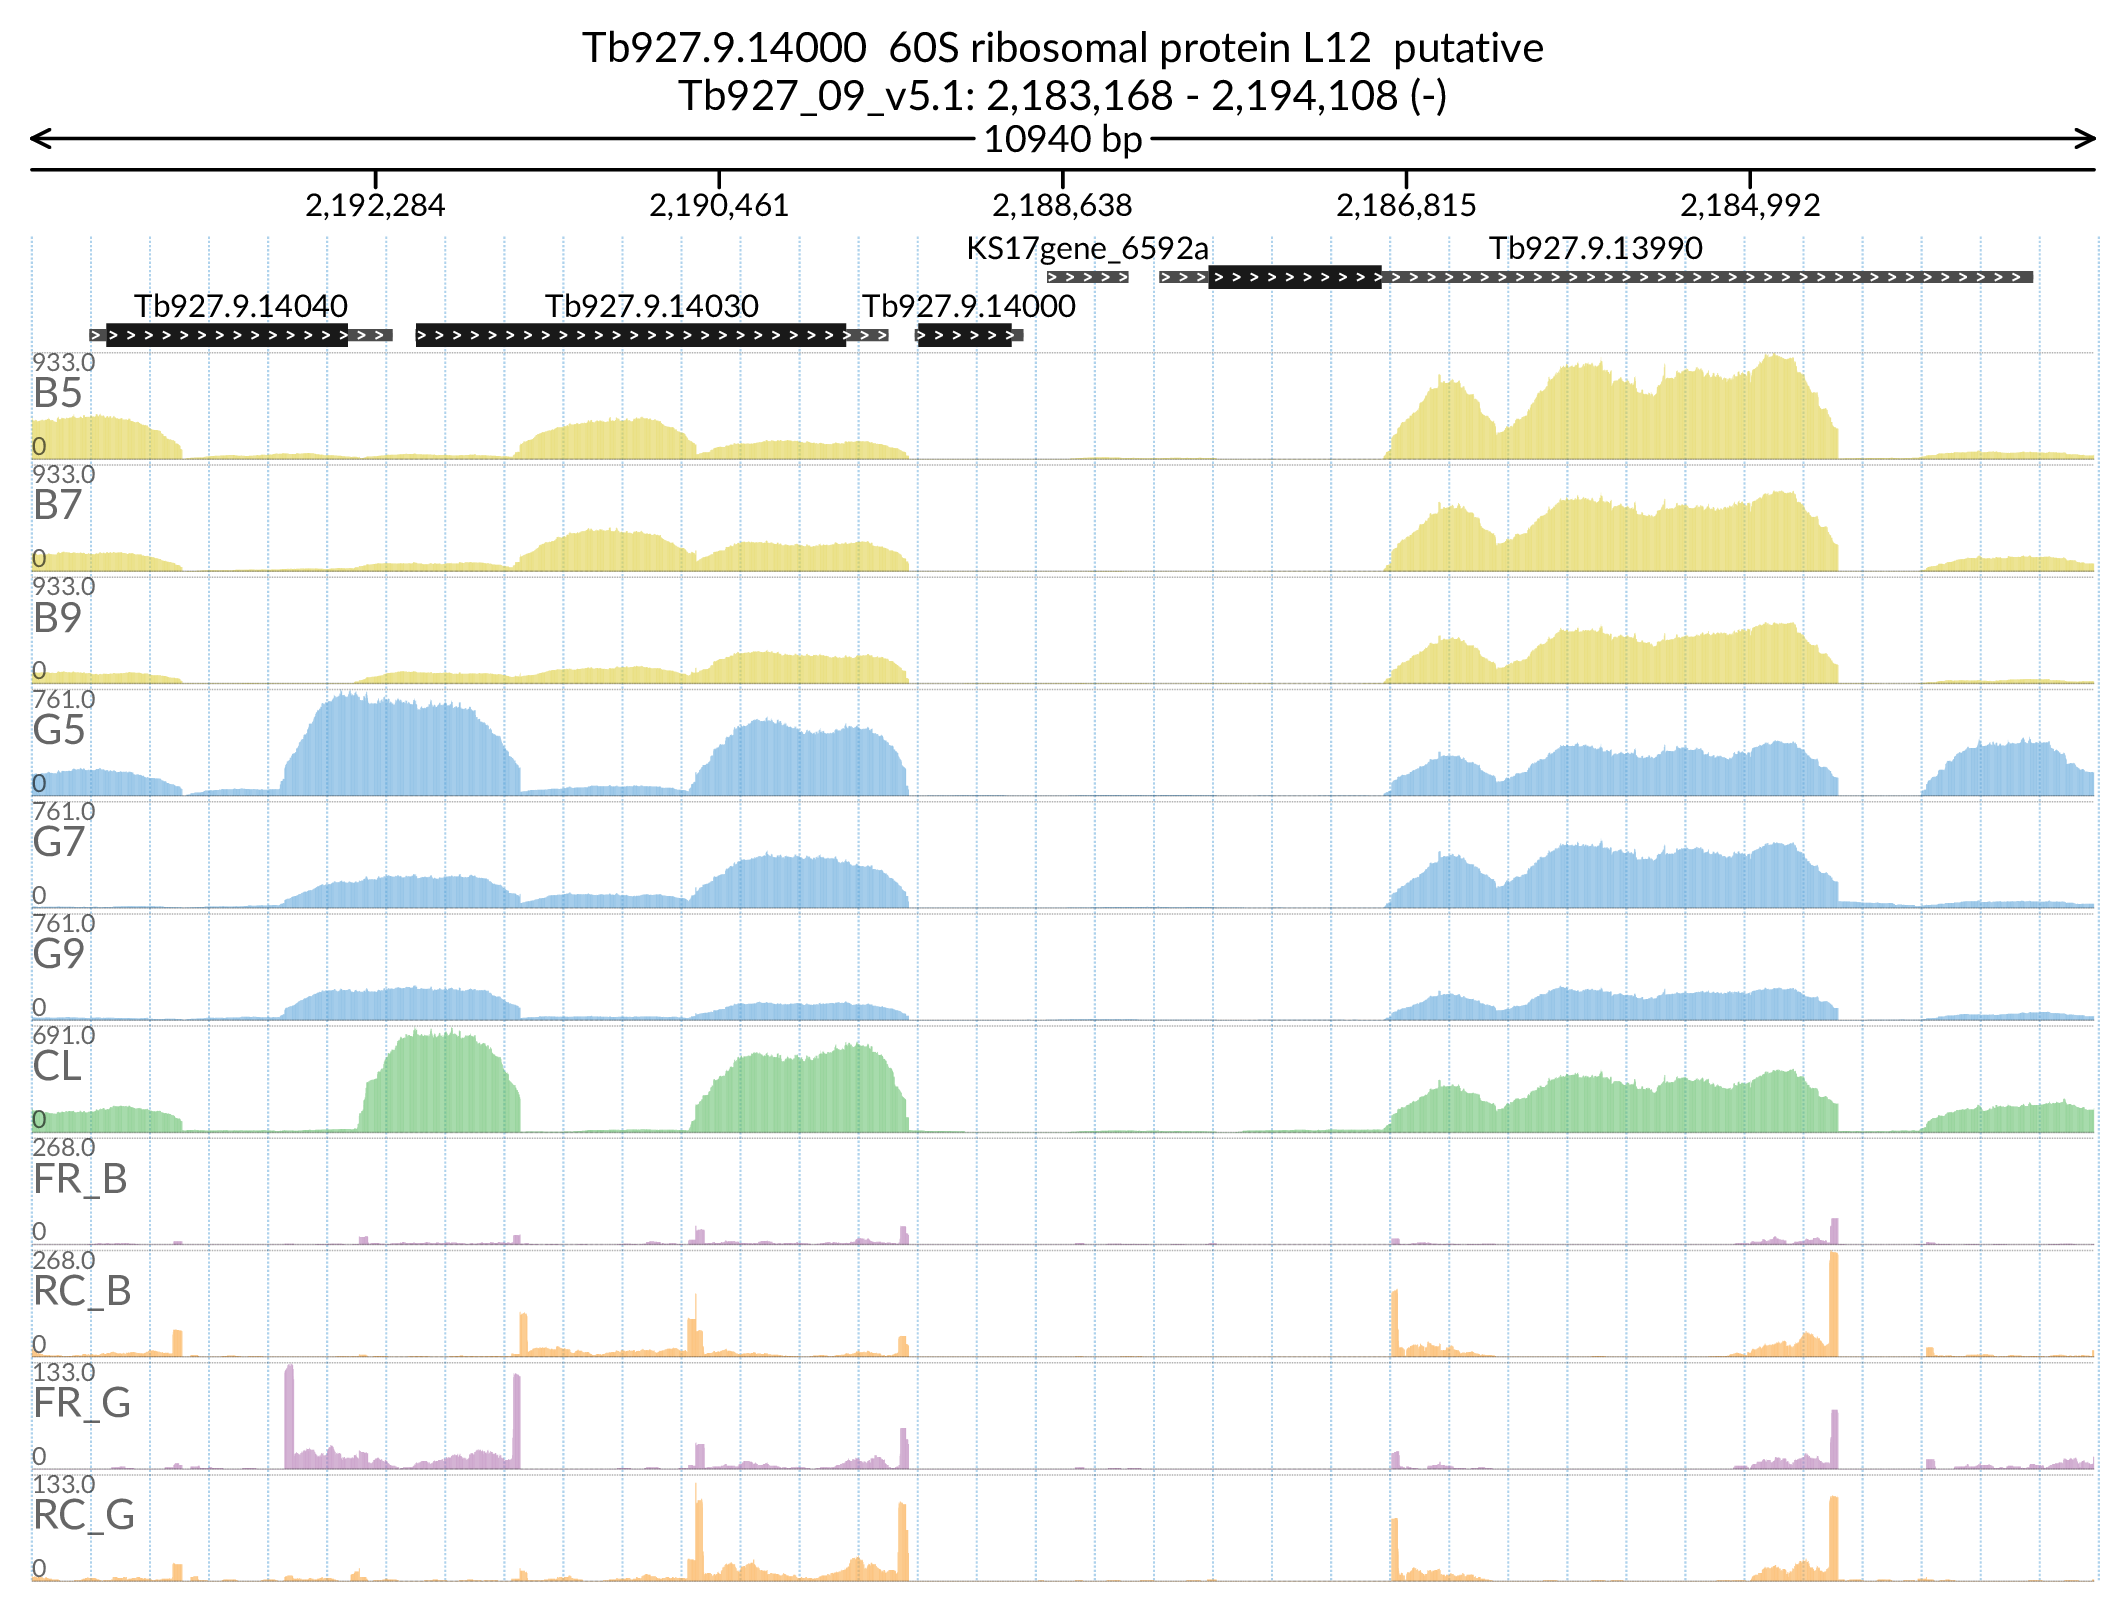 Tb927.9.14000  60S ribosomal protein L12  putative
Tb927_09_v5.1: 2,183,168 - 2,194,108 (-)
10940 bp
2,192,284 2,190,461 2,188,638 2,186,815 2,184,992
KS17gene_6592a Tb927.9.13990
Tb927.9.14040 Tb927.9.14030 Tb927.9.14000
933.0
B5
0
933.0
B7
0
933.0
B9
0
761.0
G5
0
761.0
G7
0
761.0
G9
0
691.0
CL
0
268.0
FR_B
0
268.0
RC_B
0
133.0
FR_G
0
133.0
RC_G
0